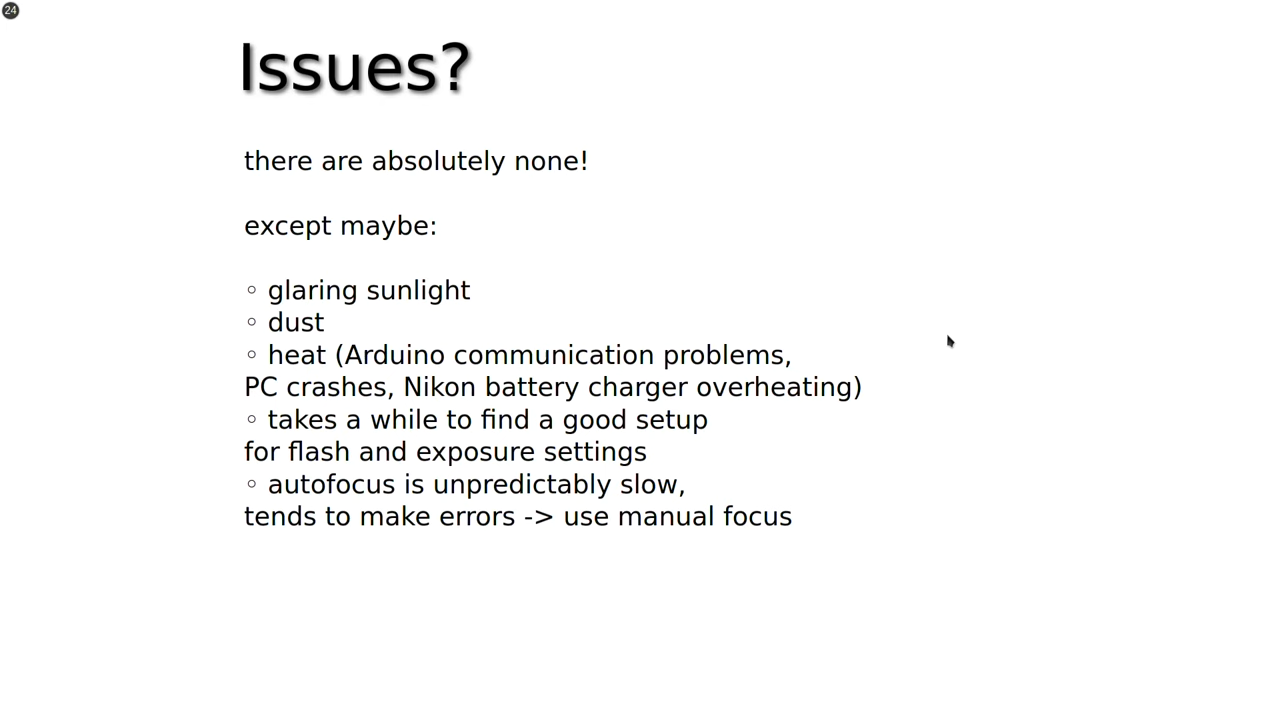 24
Issues?
there are absolutely none!
except maybe:
◦ glaring sunlight
◦ dust
◦ heat (Arduino communication problems,
PC crashes, Nikon battery charger overheating)
◦ takes a while to find a good setup
for flash and exposure settings
◦ autofocus is unpredictably slow,
tends to make errors -> use manual focus